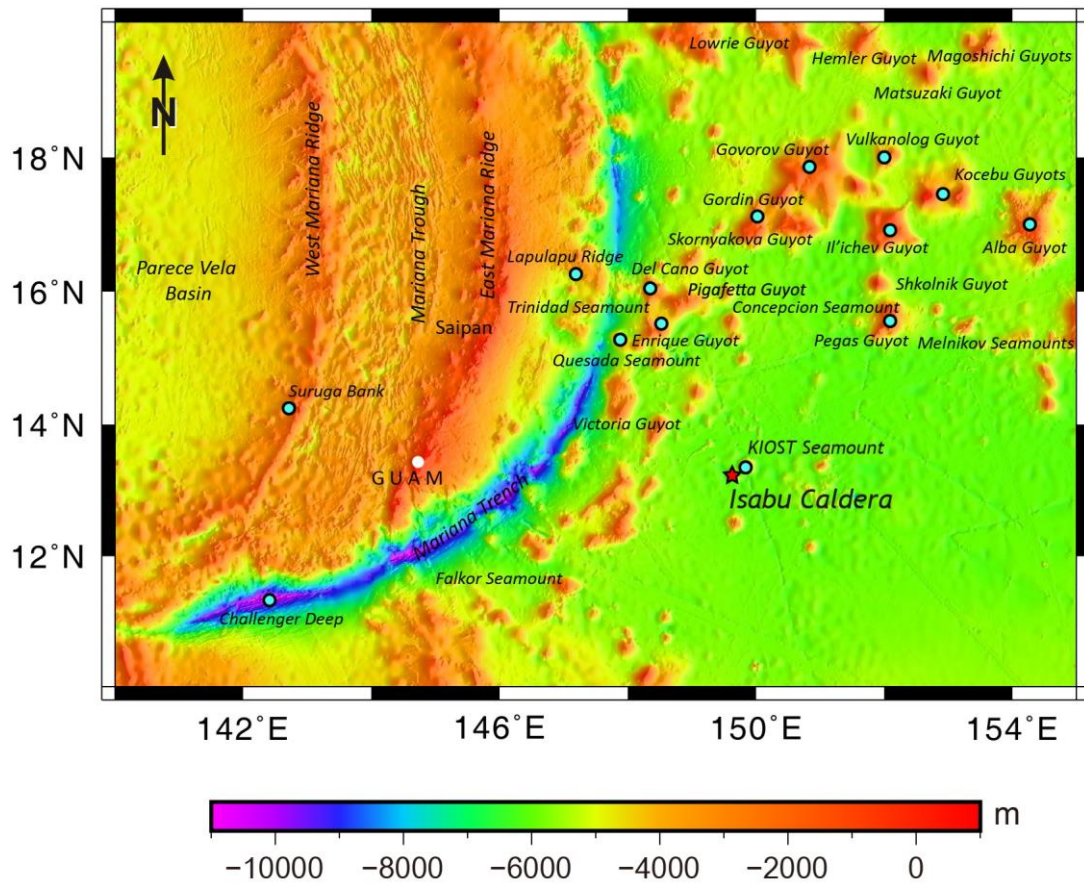 Lowrie Guyot
Hemler Guyot
Magoshichi Guyots
N
Matsuzaki Guyot
West Mariana Ridge
Mariana Trough
East Mariana Ridge
18°N
Govorov Guyot
Vulkanolog Guyot
Kocebu Guyots
Gordin Guyot
Skornyakova Guyot
Il'ichev Guyot
Alba Guyot
Parece Vela
Basin
16°N
Lapulapu Ridge
Del Cano Guyot
Pigafetta Guyot
Shkolnik Guyot
Trinidad Seamount
Concepcion Seamount
Saipan
Enrique Guyot
Pegas Guyot
Melnikov Seamounts
Quesada Seamount
Suruga Bank
14°N
Victoria Guyot
KIOST Seamount
GUAM
Isabu Caldera
Mariana Trench
12°N
Falkor Seamount
Challenger Deep
142°E
146°E
150°E
154°E
m
−10000
−8000
−6000
−4000
−2000
0